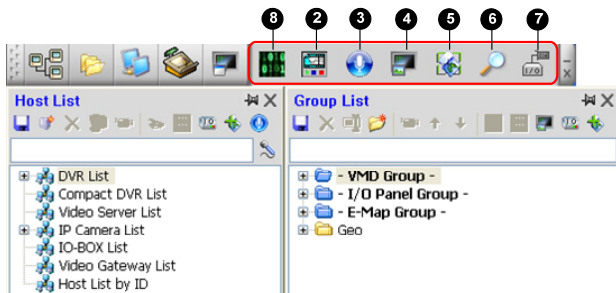 8 2 3 4 5 6 7
I/O
Host List
Group List
DVR List
Compact DVR List
Video Server List
IP Camera List
IO-BOX List
Video Gateway List
Host List by ID
- VMD Group -
- I/O Panel Group -
- E-Map Group -
Geo